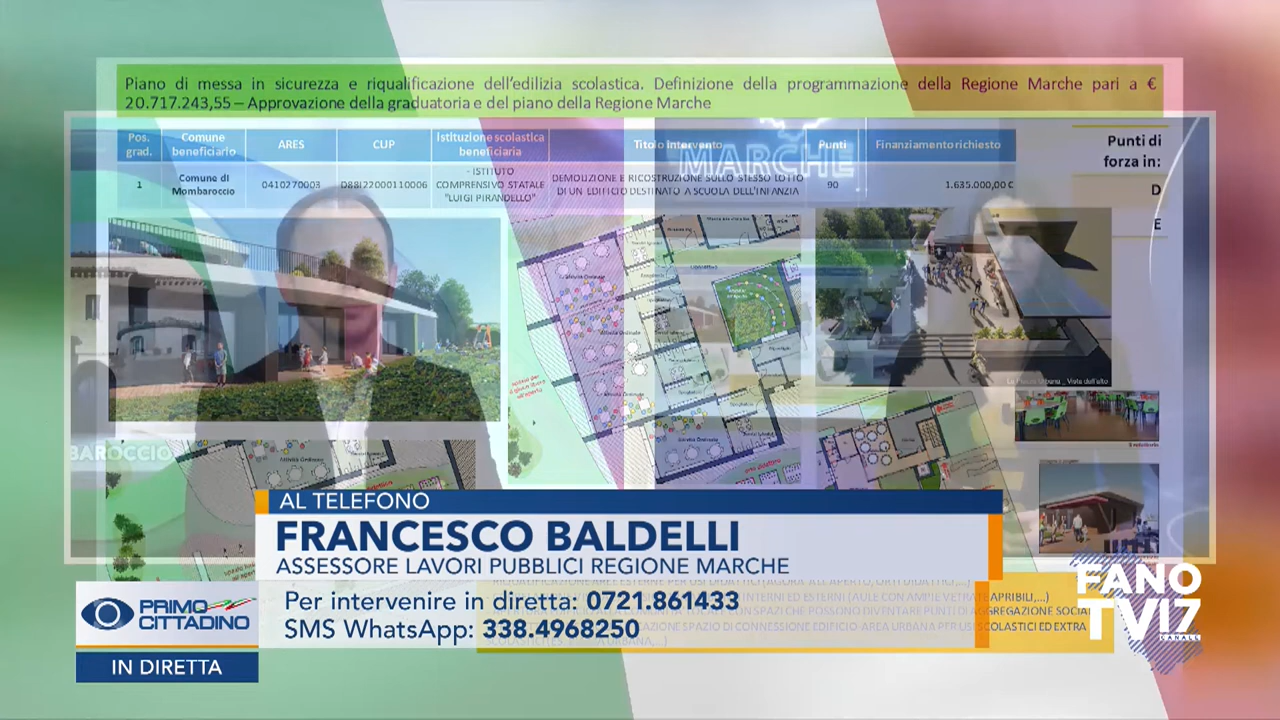 Piano di messa in sicurezza e riqualificazione dell'edilizia scolastica. Definizione della programmazione della Regione Marche pari a €
20.717.243,55 – Approvazione della graduatoria e del piano della Regione Marche
Pos. grad.
Comune beneficiario
ARES
CUP
Istituzione scolastica beneficiaria
Titolo intervento
Punti
Finanziamento richiesto
Punti di
forza in:
MARCHE
1
Comune di Mombaroccio
0410270003
D88I22000110006
- ISTITUTO COMPRENSIVO STATALE "LUIGI PIRANDELLO"
DEMOLIZIONE E RICOSTRUZIONE SULLO STESSO LOTTO
DI UN EDIFICIO DESTINATO A SCUOLA DELL'INFANZIA
90
1.635.000,00 €
D
E
BAROCCIO
AL TELEFONO
FRANCESCO BALDELLI
ASSESSORE LAVORI PUBBLICI REGIONE MARCHE
PRIMO
CITTADINO
IN DIRETTA
Per intervenire in diretta: 0721.861433
SMS WhatsApp: 338.4968250
FANO
TV17
CANALE